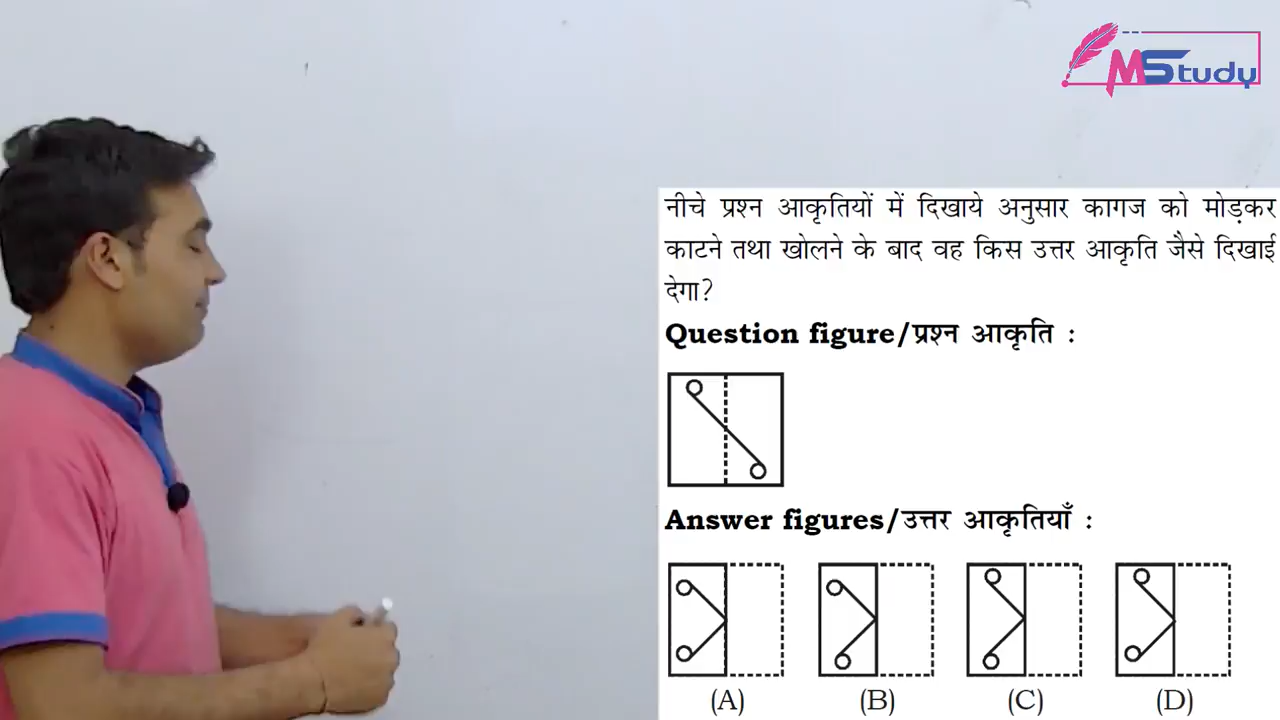 MStudy
नीचे प्रश्न आकृतियों में दिखाये अनुसार कागज को मोड़कर
काटने तथा खोलने के बाद वह किस उत्तर आकृति जैसे दिखाई
देगा?
Question figure/प्रश्न आकृति :
Answer figures/उत्तर आकृतियाँ :
(A) (B) (C) (D)